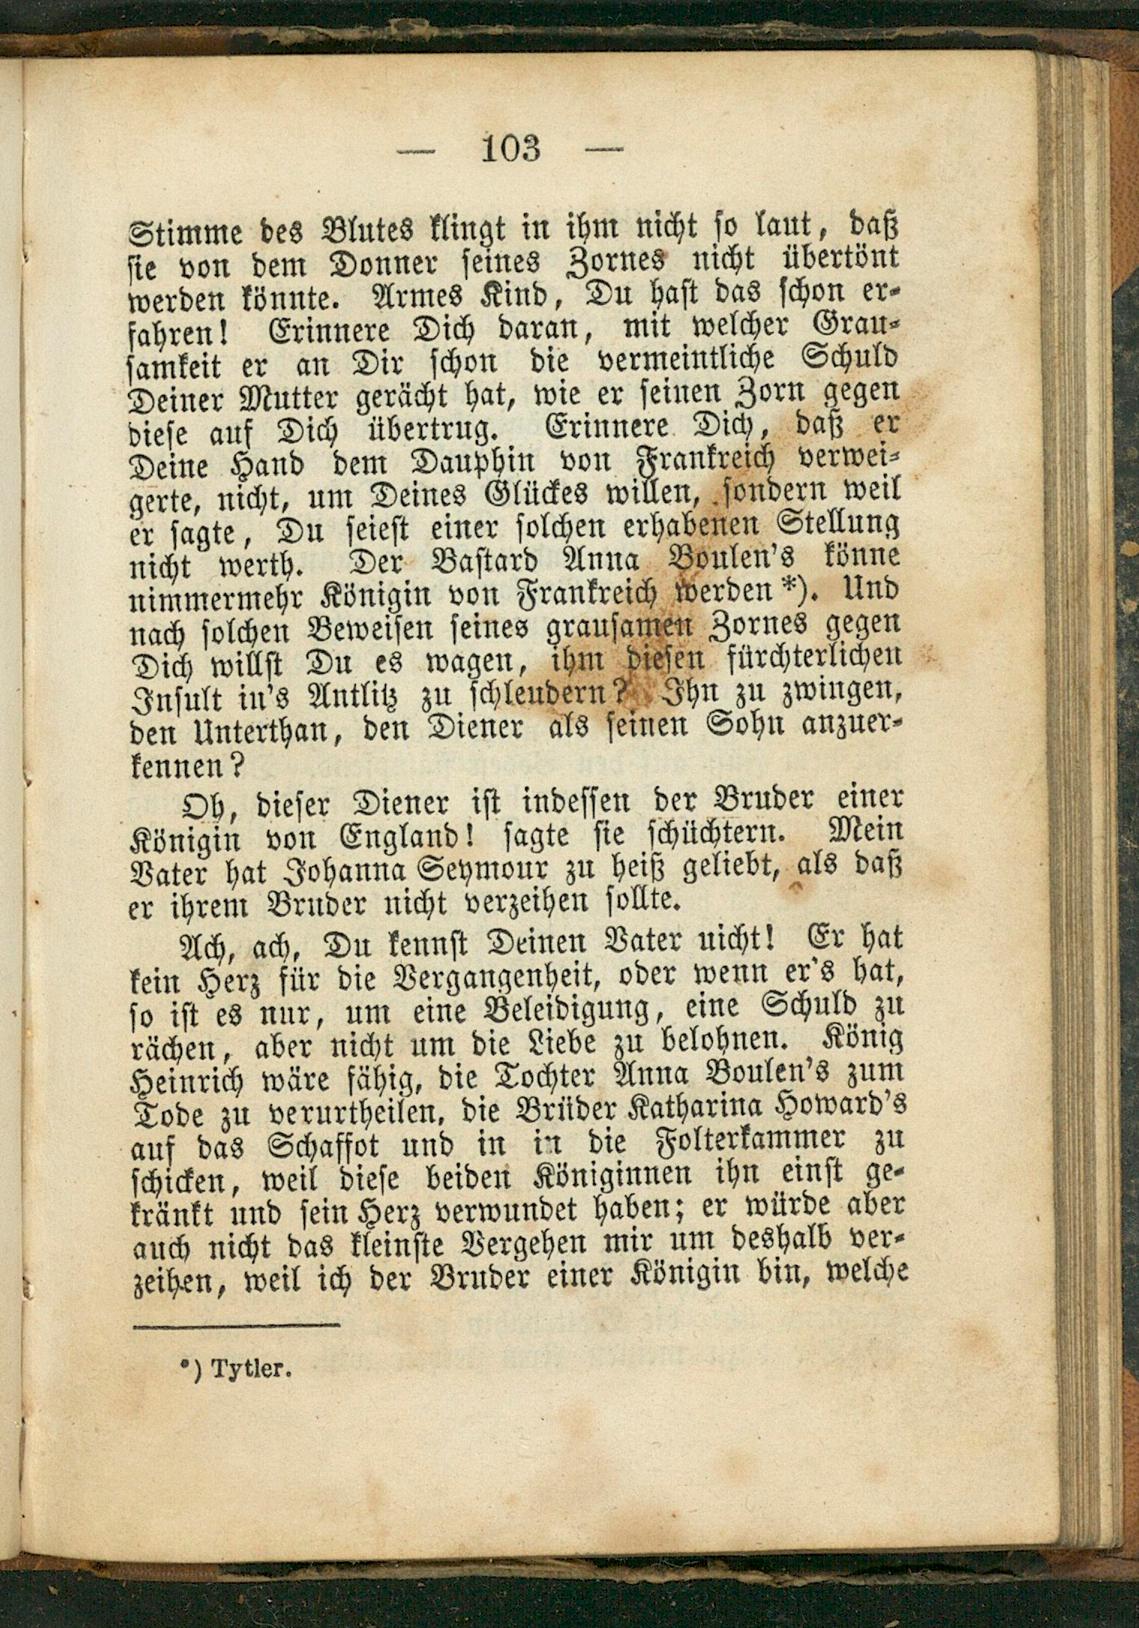 — 103 —
Stimme des Blutes klingt in ihm nicht so laut, daß
sie von dem Donner seines Zornes nicht übertönt
werden könnte. Armes Kind, Du hast das schon er-
fahren! Erinnere Dich daran, mit welcher Grau-
samkeit er an Dir schon die vermeintliche Schuld
Deiner Mutter gerächt hat, wie er seinen Zorn gegen
diese auf Dich übertrug. Erinnere Dich, daß er
Deine Hand dem Dauphin von Frankreich verwei-
gerte, nicht, um Deines Glückes willen, sondern weil
er sagte, Du seiest einer solchen erhabenen Stellung
nicht werth. Der Bastard Anna Boulen's könne
nimmermehr Königin von Frankreich werden*). Und
nach solchen Beweisen seines grausamen Zornes gegen
Dich willst Du es wagen, ihm diesen fürchterlichen
Insult in's Antlitz zu schleudern? Ihn zu zwingen,
den Unterthan, den Diener als seinen Sohn anzuer-
kennen?
Oh, dieser Diener ist indessen der Bruder einer
Königin von England! sagte sie schüchtern. Mein
Vater hat Johanna Seymour zu heiß geliebt, als daß
er ihrem Bruder nicht verzeihen sollte.
Ach, ach, Du kennst Deinen Vater nicht! Er hat
kein Herz für die Vergangenheit, oder wenn er's hat,
so ist es nur, um eine Beleidigung, eine Schuld zu
rächen, aber nicht um die Liebe zu belohnen. König
Heinrich wäre fähig, die Tochter Anna Boulen's zum
Tode zu verurtheilen, die Brüder Katharina Howard's
auf das Schaffot und in in die Folterkammer zu
schicken, weil diese beiden Königinnen ihn einst ge-
kränkt und sein Herz verwundet haben; er würde aber
auch nicht das kleinste Vergehen mir um deshalb ver-
zeihen, weil ich der Bruder einer Königin bin, welche
*) Tytler.